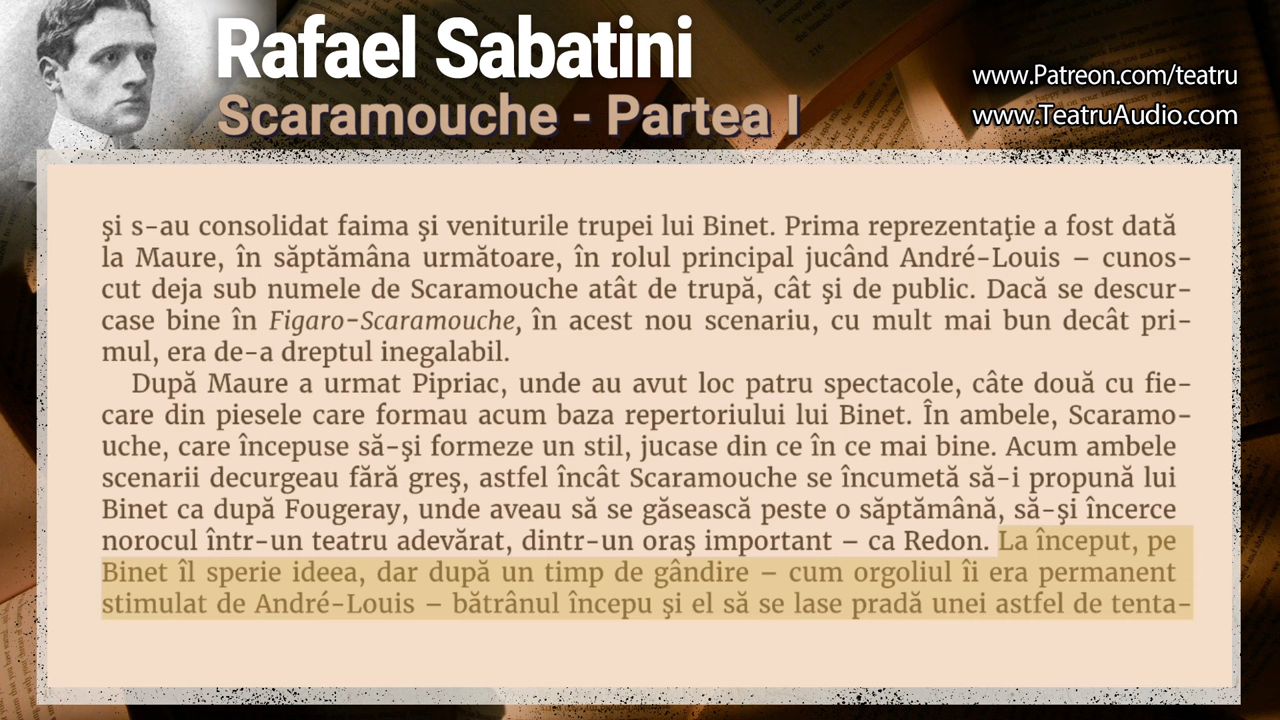 Rafael Sabatini
Scaramouche - Partea I
www.Patreon.com/teatru
www.TeatruAudio.com
şi s-au consolidat faima şi veniturile trupei lui Binet. Prima reprezentaţie a fost dată
la Maure, în săptămâna următoare, în rolul principal jucând André-Louis – cunos-
cut deja sub numele de Scaramouche atât de trupă, cât şi de public. Dacă se descur-
case bine în Figaro-Scaramouche, în acest nou scenariu, cu mult mai bun decât pri-
mul, era de-a dreptul inegalabil.
După Maure a urmat Pipriac, unde au avut loc patru spectacole, câte două cu fie-
care din piesele care formau acum baza repertoriului lui Binet. În ambele, Scaramo-
uche, care începuse să-şi formeze un stil, jucase din ce în ce mai bine. Acum ambele
scenarii decurgeau fără greş, astfel încât Scaramouche se încumetă să-i propună lui
Binet ca după Fougeray, unde aveau să se găsească peste o săptămână, să-şi încerce
norocul într-un teatru adevărat, dintr-un oraş important – ca Redon. La început, pe
Binet îl sperie ideea, dar după un timp de gândire – cum orgoliul îi era permanent
stimulat de André-Louis – bătrânul începu şi el să se lase pradă unei astfel de tenta-